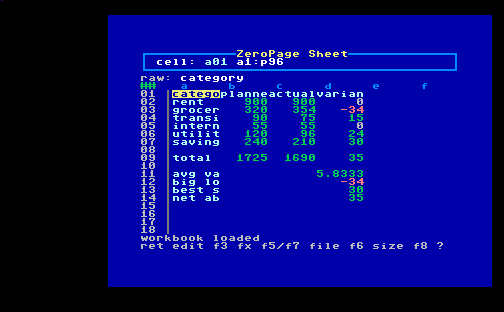 ZeroPage Sheet
cell: a01 a1:p96
raw: category
## a b c d e f
01 categoplanneactualvarian
02 rent 900 900 0
03 grocer 320 354 -34
04 transi 90 75 15
05 intern 55 55 0
06 utilit 120 96 24
07 saving 240 210 30
08
09 total 1725 1690 35
10
11 avg va 5.8333
12 big lo -34
13 best s 30
14 net ab 35
15
16
17
18
workbook loaded
ret edit f3 fx f5/f7 file f6 size f8 ?